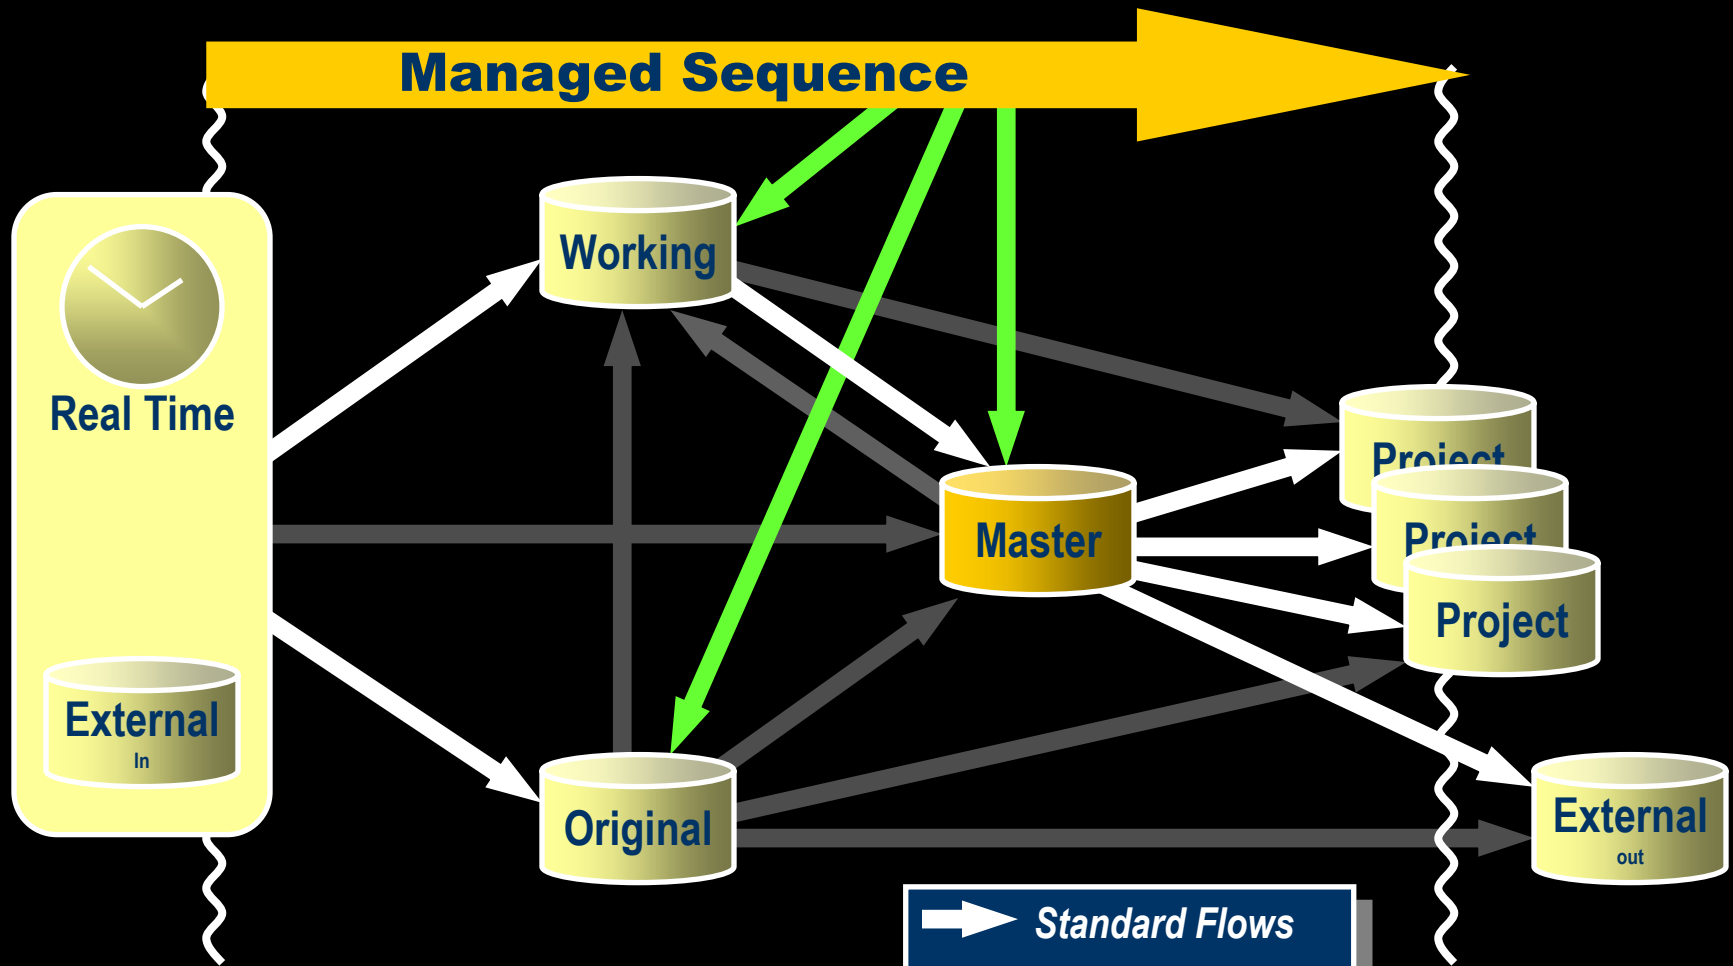 Managed Sequence
Working
Real Time
Project
Project
Master
Project
External
In
Original
External
out
Standard Flows